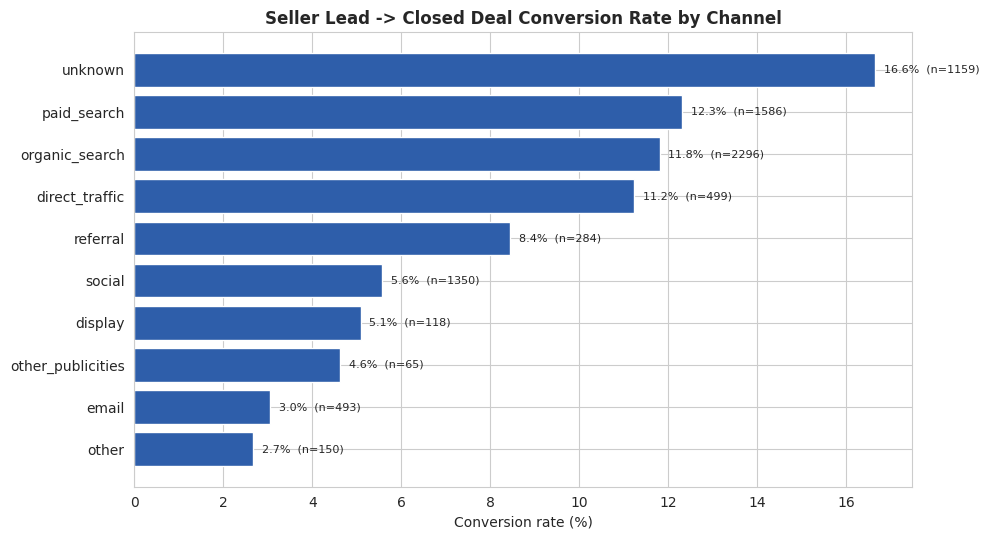 Seller Lead -> Closed Deal Conversion Rate by Channel
unknown 16.6% (n=1159)
paid_search 12.3% (n=1586)
organic_search 11.8% (n=2296)
direct_traffic 11.2% (n=499)
referral 8.4% (n=284)
social 5.6% (n=1350)
display 5.1% (n=118)
other_publicities 4.6% (n=65)
email 3.0% (n=493)
other 2.7% (n=150)
0 2 4 6 8 10 12 14 16
Conversion rate (%)